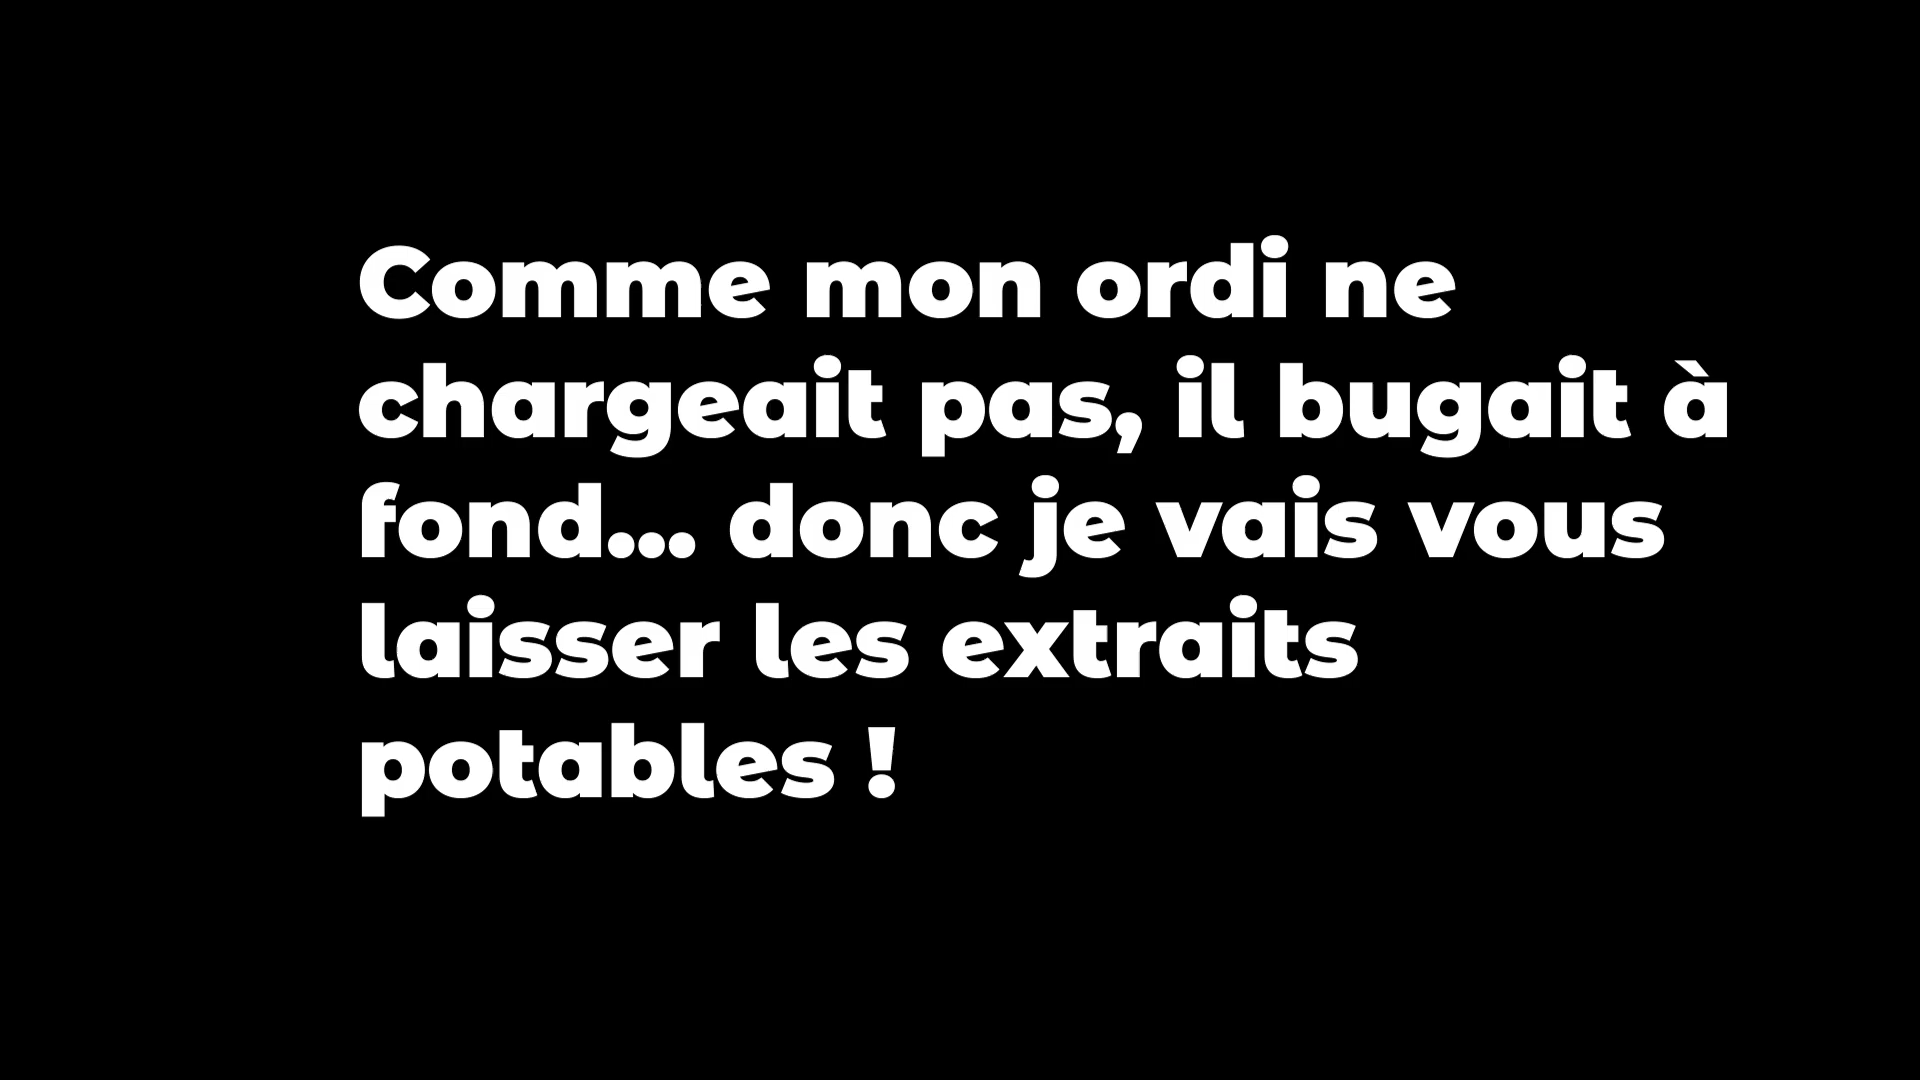 Comme mon ordi ne
chargeait pas, il bugait à
fond... donc je vais vous
laisser les extraits
potables !